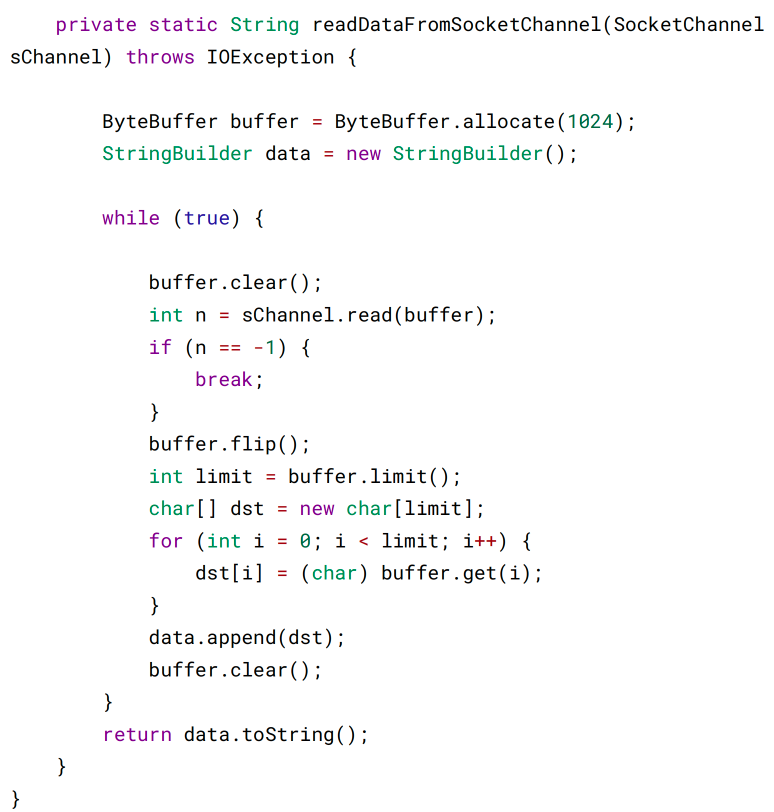 private static String readDataFromSocketChannel(SocketChannel
sChannel) throws IOException {

        ByteBuffer buffer = ByteBuffer.allocate(1024);
        StringBuilder data = new StringBuilder();

        while (true) {

            buffer.clear();
            int n = sChannel.read(buffer);
            if (n == -1) {
                break;
            }
            buffer.flip();
            int limit = buffer.limit();
            char[] dst = new char[limit];
            for (int i = 0; i < limit; i++) {
                dst[i] = (char) buffer.get(i);
            }
            data.append(dst);
            buffer.clear();
        }
        return data.toString();
    }
}